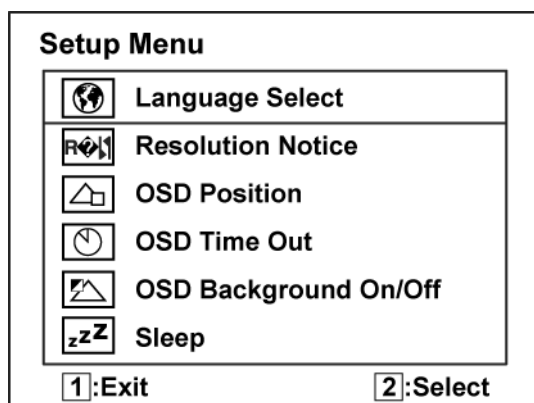 Setup Menu
Language Select
Resolution Notice
OSD Position
OSD Time Out
OSD Background On/Off
zzZ Sleep
1:Exit 2:Select